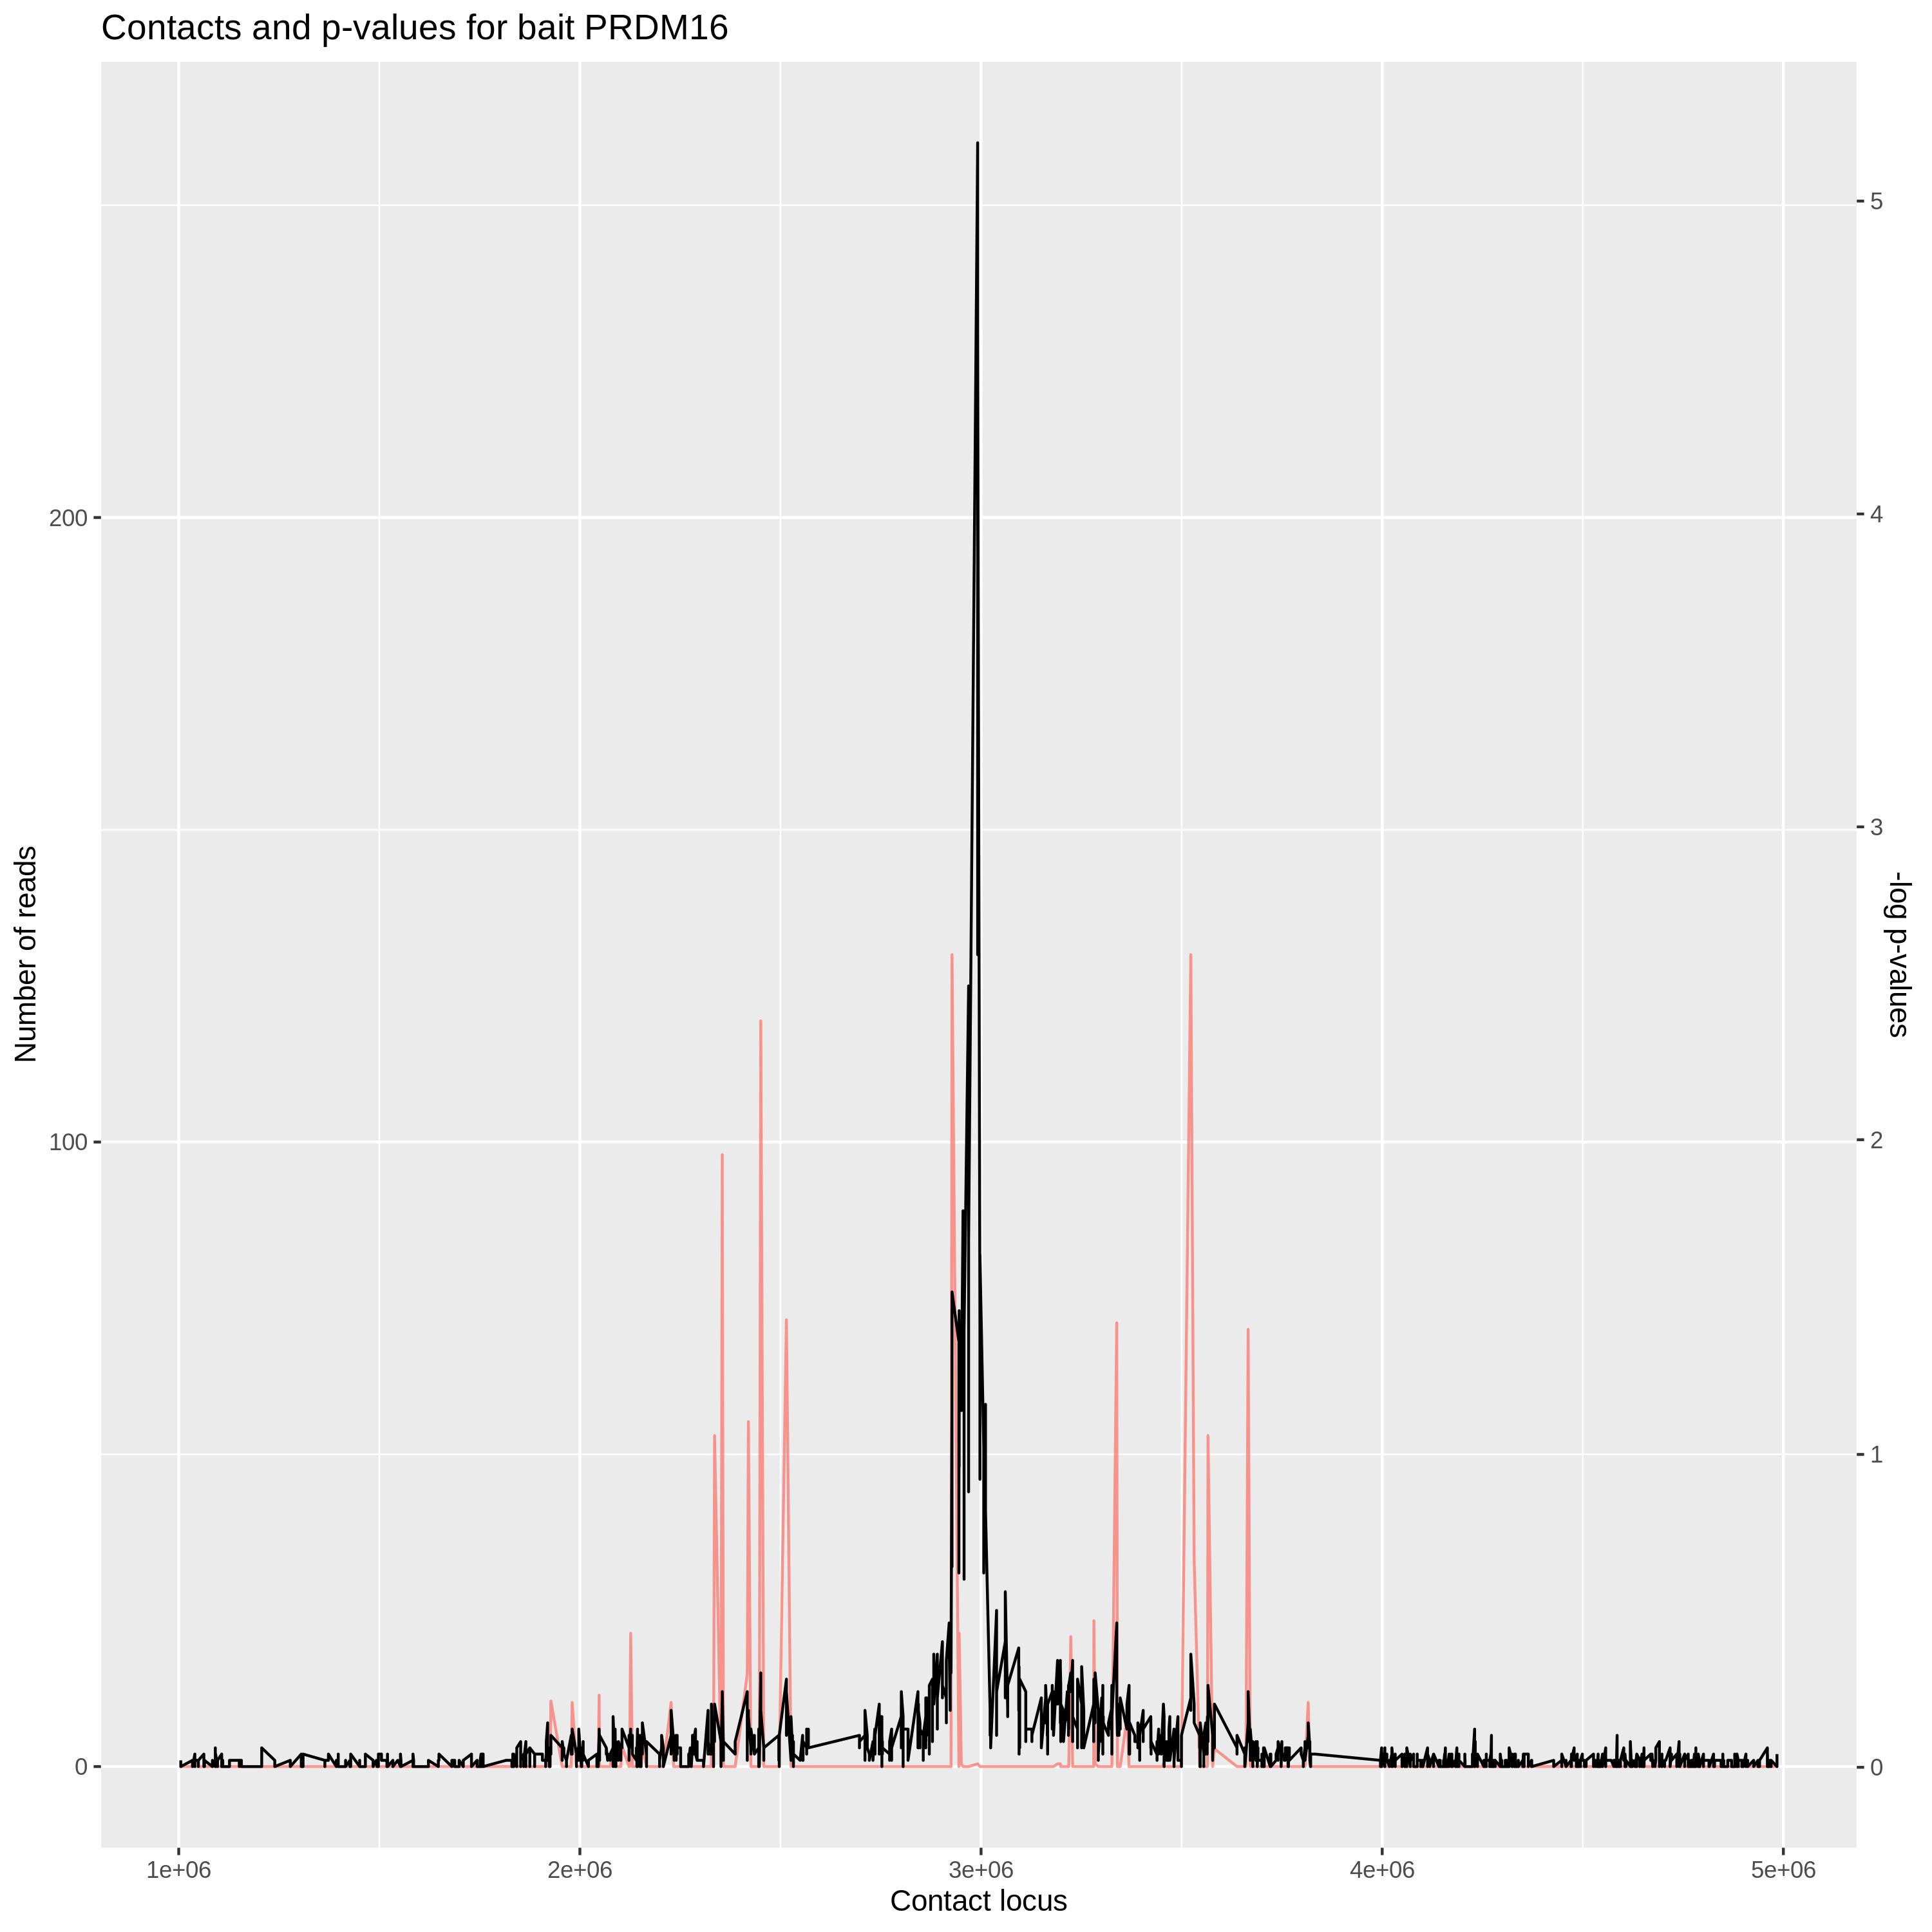 Contacts and p-values for bait PRDM16
Number of reads
200
100
0
5
4
3
2
1
0
-log p-values
1e+06
2e+06
3e+06
4e+06
5e+06
Contact locus